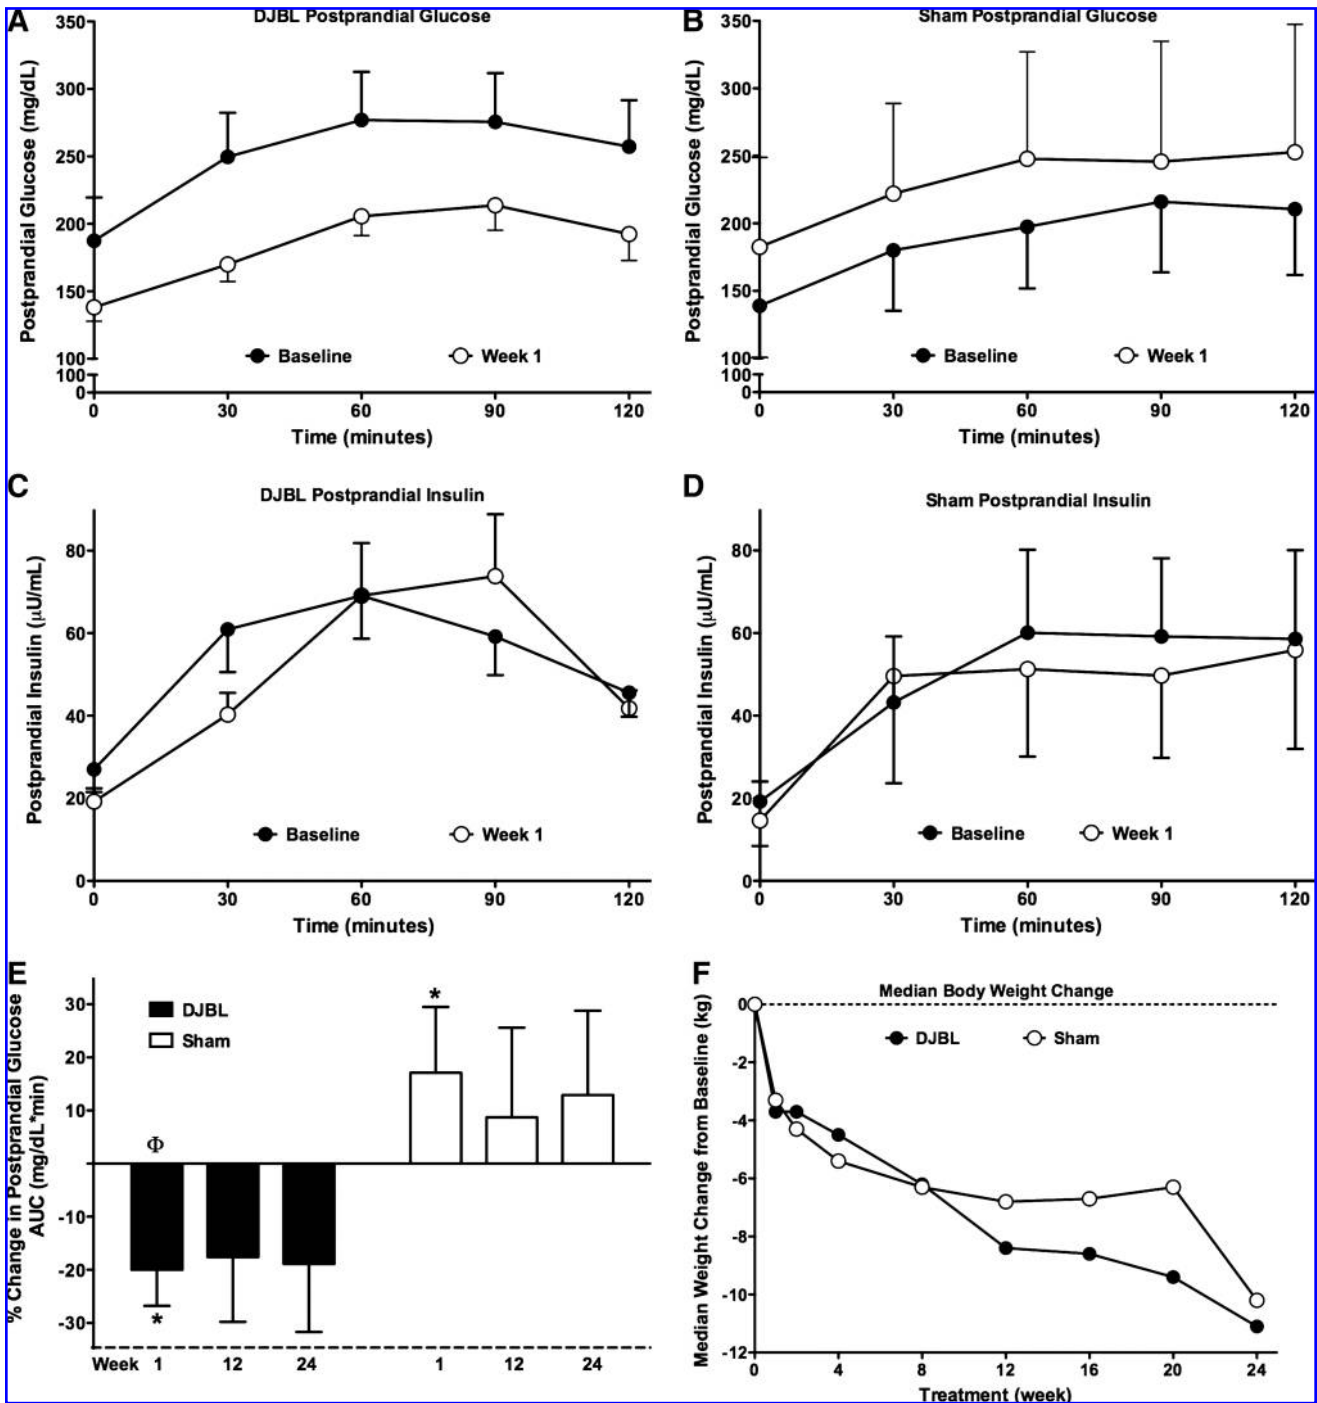 A
DJBL Postprandial Glucose
Postprandial Glucose (mg/dL)
350
300
250
200
150
100
100
0
Baseline
Week 1
0 30 60 90 120
Time (minutes)
B
Sham Postprandial Glucose
Postprandial Glucose (mg/dL)
350
300
250
200
150
100
100
0
Baseline
Week 1
0 30 60 90 120
Time (minutes)
C
DJBL Postprandial Insulin
Postprandial Insulin (μU/mL)
80
60
40
20
0
Baseline
Week 1
0 30 60 90 120
Time (minutes)
D
Sham Postprandial Insulin
Postprandial Insulin (μU/mL)
80
60
40
20
0
Baseline
Week 1
0 30 60 90 120
Time (minutes)
E
% Change in Postprandial Glucose
AUC (mg/dL*min)
30
20
10
-10
-20
-30
DJBL
Sham
*
Φ
*
Week 1 12 24 1 12 24
F
Median Body Weight Change
Median Weight Change from Baseline (kg)
0
-2
-4
-6
-8
-10
-12
DJBL
Sham
0 4 8 12 16 20 24
Treatment (week)